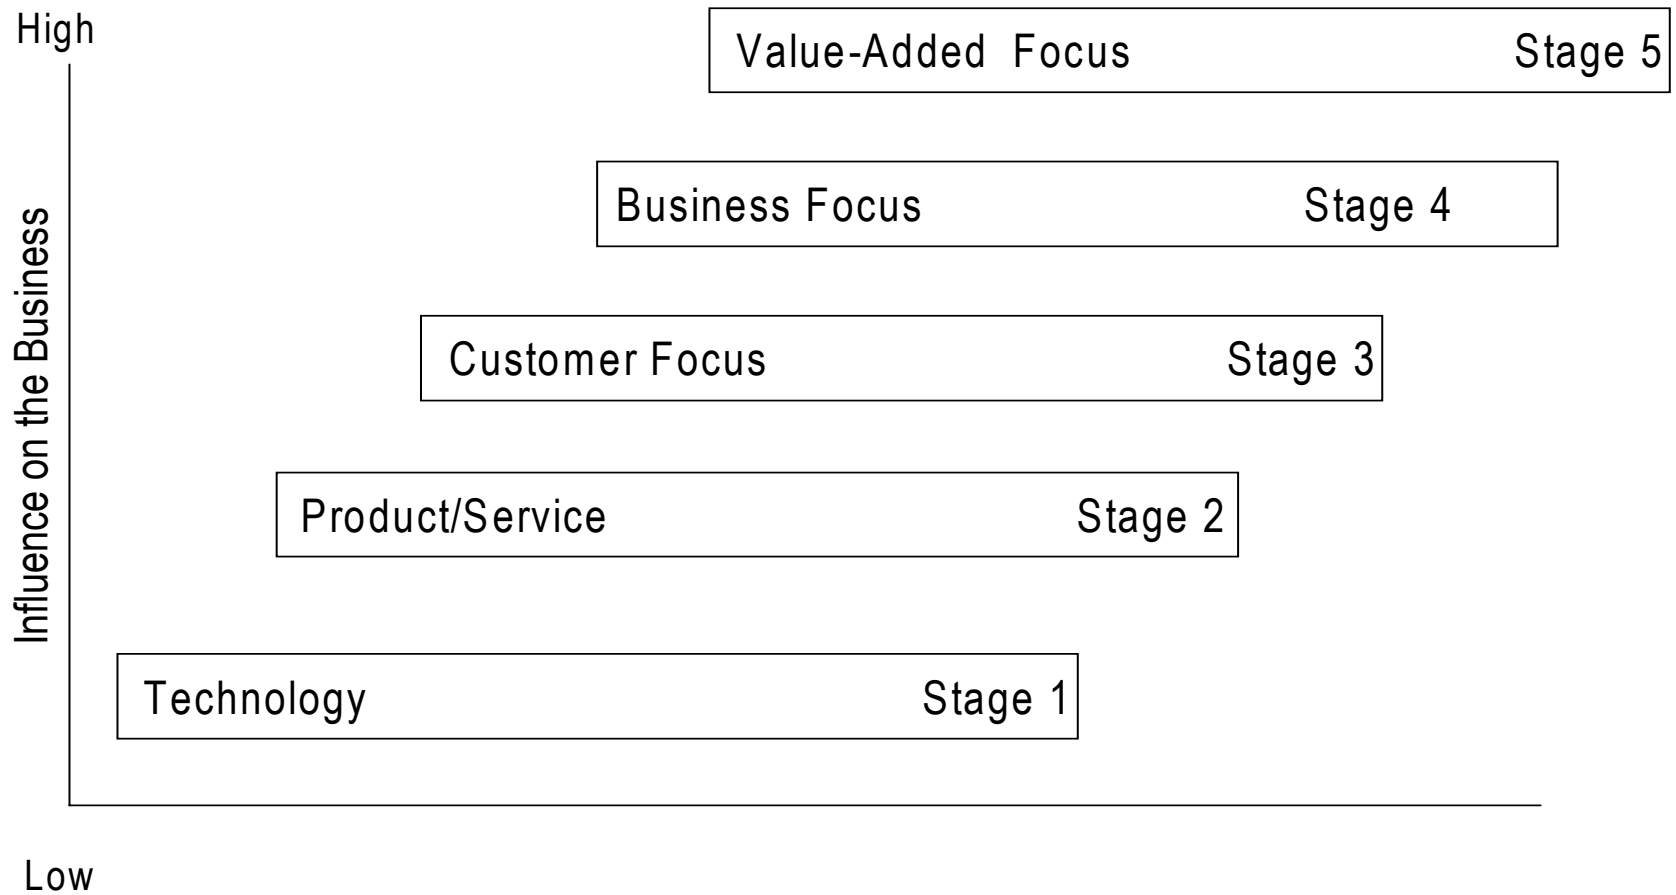 High
Value-Added Focus Stage 5
Business Focus Stage 4
Influence on the Business
Customer Focus Stage 3
Product/Service Stage 2
Technology Stage 1
Low